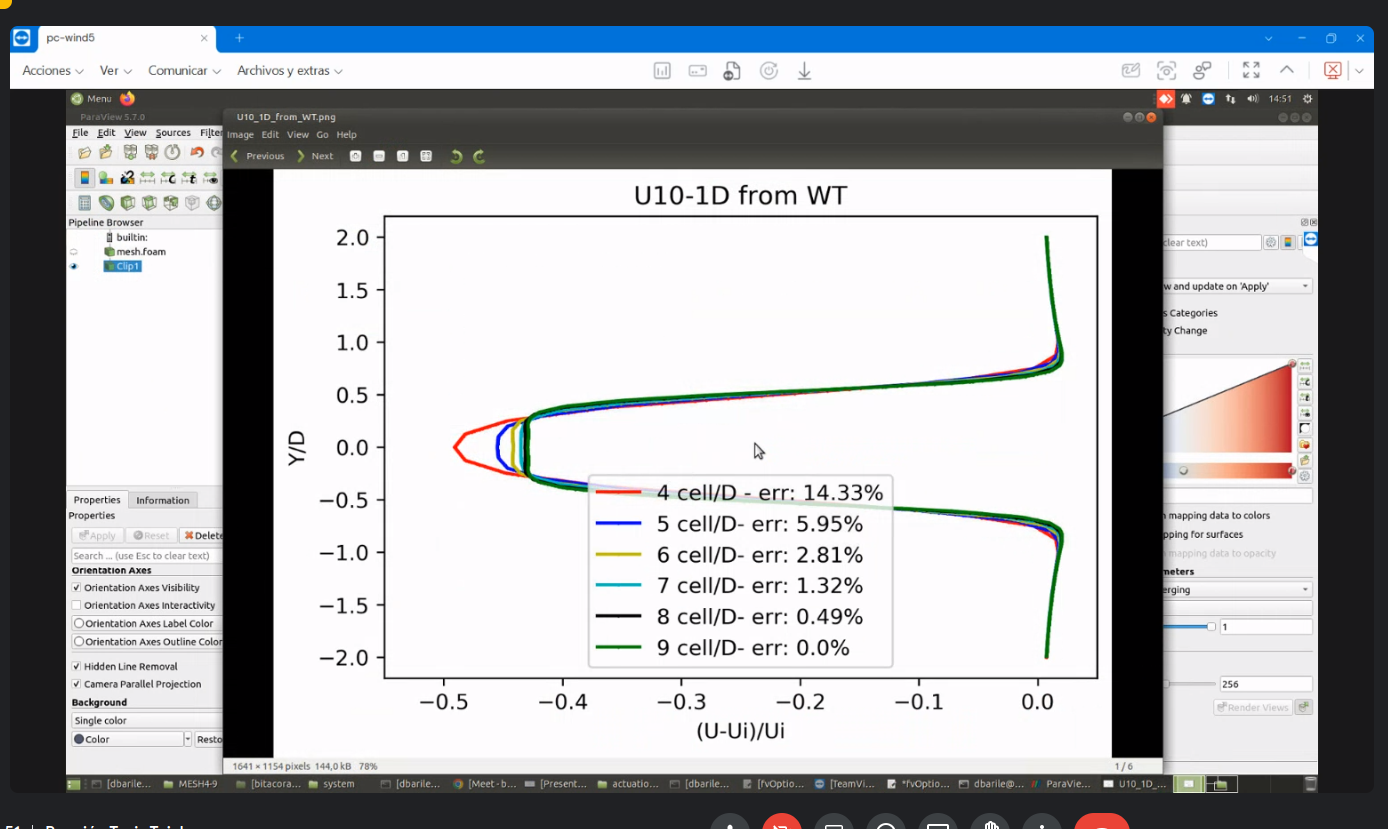 pc-wind5
Acciones Ver Comunicar Archivos y extras
Menu
14:51
ParaView 5.7.0
U10_1D_from_WT.png
File Edit View Sources Filter
Image Edit View Go Help
Previous Next
Pipeline Browser
builtin:
mesh.foam
Clip1
U10-1D from WT
2.0
1.5
1.0
0.5
0.0
−0.5
−1.0
−1.5
−2.0
Y/D
4 cell/D - err: 14.33%
5 cell/D- err: 5.95%
6 cell/D- err: 2.81%
7 cell/D- err: 1.32%
8 cell/D- err: 0.49%
9 cell/D- err: 0.0%
−0.5 −0.4 −0.3 −0.2 −0.1 0.0
(U-Ui)/Ui
1641 × 1154 pixels 144,0 kB 78%
1 / 6
Properties Information
Properties
Apply Reset Delete
Search ... (use Esc to clear text)
Orientation Axes
Orientation Axes Visibility
Orientation Axes Interactivity
Orientation Axes Label Color
Orientation Axes Outline Color
Hidden Line Removal
Camera Parallel Projection
Background
Single color
Color Resto
clear text)
w and update on 'Apply'
s Categories
ty Change
n mapping data to colors
pping for surfaces
n mapping data to opacity
meters
erging
1
256
Render Views
[dbarile... MESH4-9 [bitacora... system [dbarile... [Meet - b... [Present... actuatio... [dbarile... [fvOptio... [TeamVi... *fvOptio... dbarile@... ParaVie... U10_1D_...